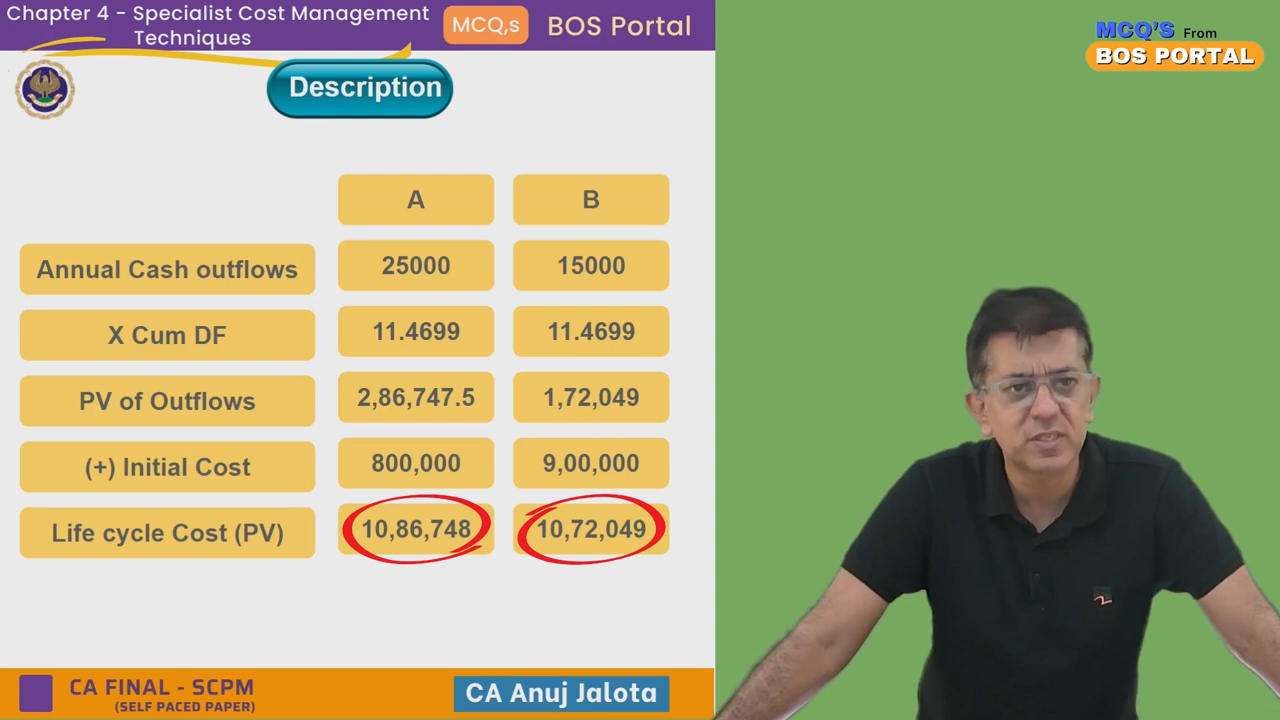 Chapter 4 - Specialist Cost Management
Techniques
MCQ,s
BOS Portal
MCQ'S From
BOS PORTAL
Description
A
B
Annual Cash outflows
25000
15000
X Cum DF
11.4699
11.4699
PV of Outflows
2,86,747.5
1,72,049
(+) Initial Cost
800,000
9,00,000
Life cycle Cost (PV)
10,86,748
10,72,049
CA FINAL - SCPM
(SELF PACED PAPER)
CA Anuj Jalota